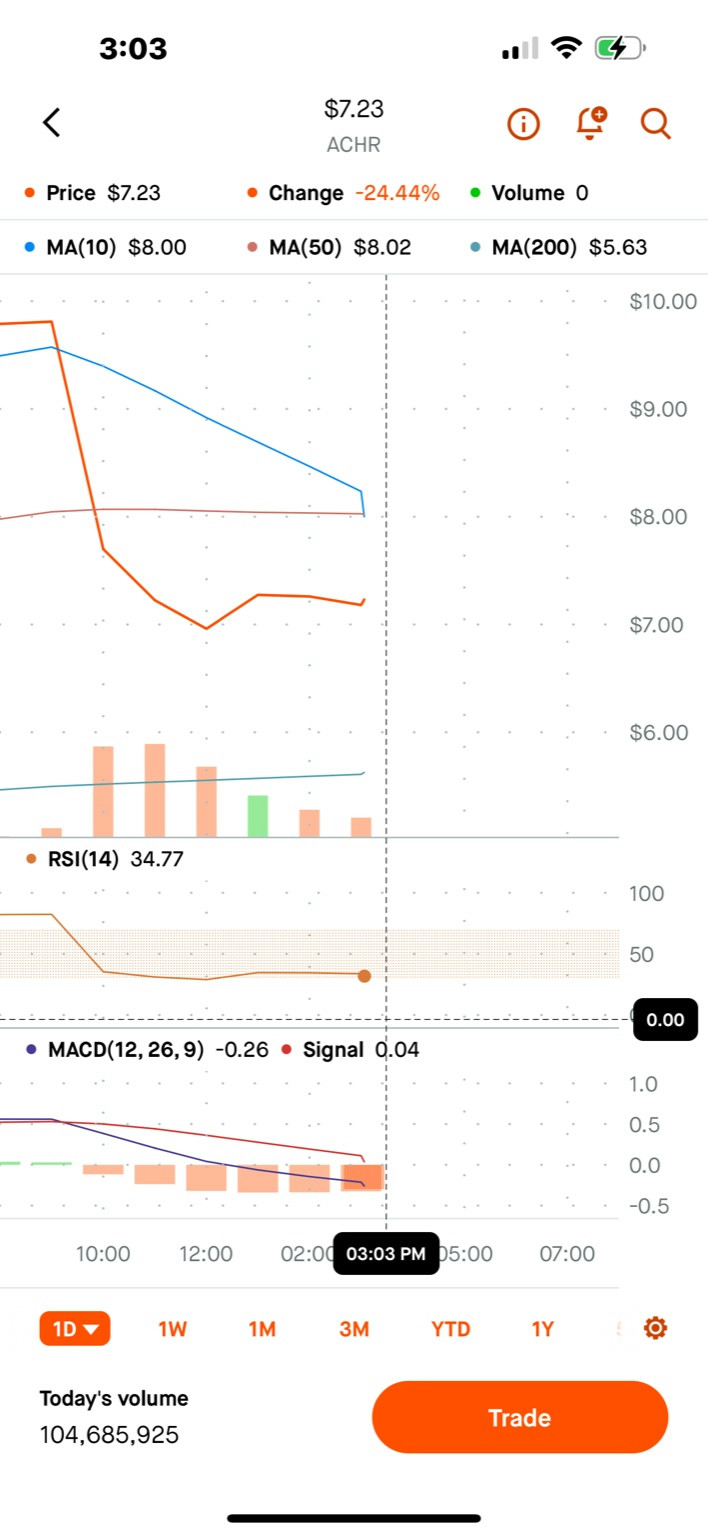 3:03
$7.23
ACHR
Price $7.23 Change -24.44% Volume 0
MA(10) $8.00 MA(50) $8.02 MA(200) $5.63
$10.00
$9.00
$8.00
$7.00
$6.00
RSI(14) 34.77
100
50
0.00
MACD(12, 26, 9) -0.26 Signal 0.04
1.0
0.5
0.0
-0.5
10:00 12:00 02:00 03:03 PM 05:00 07:00
1D 1W 1M 3M YTD 1Y
Today's volume
104,685,925
Trade